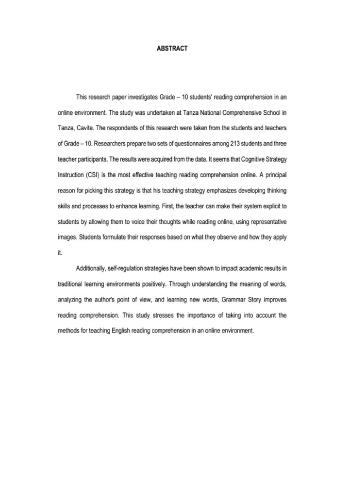 ABSTRACT
This research paper investigates Grade – 10 students' reading comprehension in an
online environment. The study was undertaken at Tanza National Comprehensive School in
Tanza, Cavite. The respondents of this research were taken from the students and teachers
of Grade – 10. Researchers prepare two sets of questionnaires among 213 students and three
teacher participants. The results were acquired from the data. It seems that Cognitive Strategy
Instruction (CSI) is the most effective teaching reading comprehension online. A principal
reason for picking this strategy is that his teaching strategy emphasizes developing thinking
skills and processes to enhance learning. First, the teacher can make their system explicit to
students by allowing them to voice their thoughts while reading online, using representative
images. Students formulate their responses based on what they observe and how they apply
it.
Additionally, self-regulation strategies have been shown to impact academic results in
traditional learning environments positively. Through understanding the meaning of words,
analyzing the author's point of view, and learning new words, Grammar Story improves
reading comprehension. This study stresses the importance of taking into account the
methods for teaching English reading comprehension in an online environment.